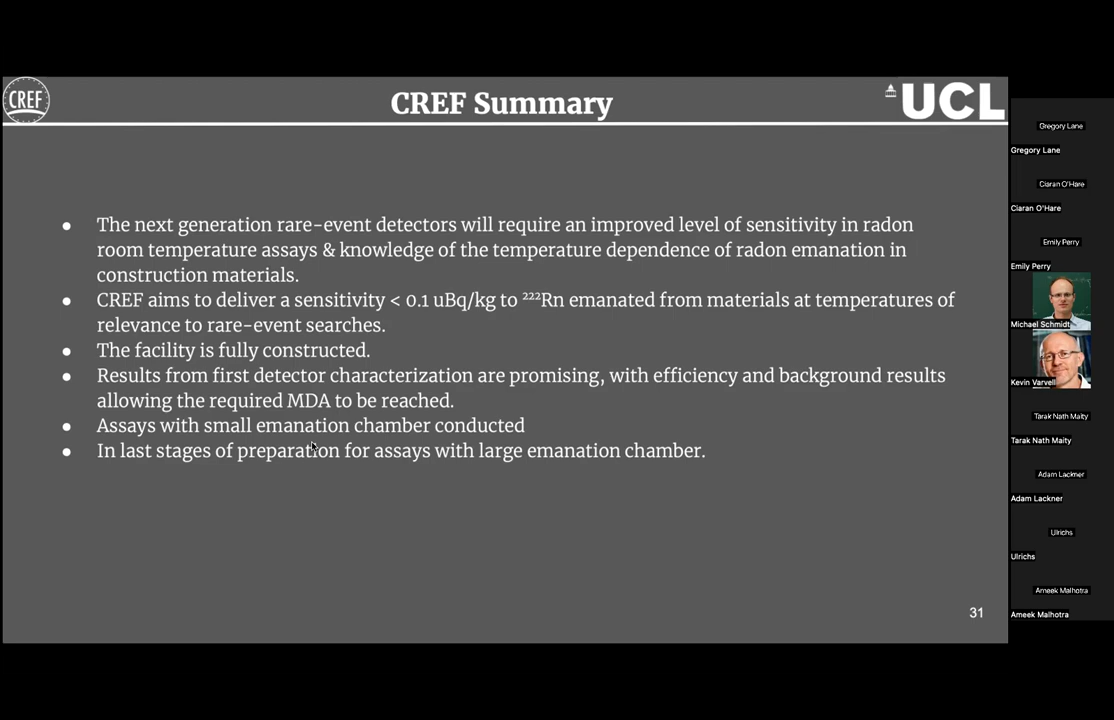 CREF
CREF Summary
UCL
● The next generation rare-event detectors will require an improved level of sensitivity in radon
room temperature assays & knowledge of the temperature dependence of radon emanation in
construction materials.
● CREF aims to deliver a sensitivity < 0.1 uBq/kg to ²²²Rn emanated from materials at temperatures of
relevance to rare-event searches.
● The facility is fully constructed.
● Results from first detector characterization are promising, with efficiency and background results
allowing the required MDA to be reached.
● Assays with small emanation chamber conducted
● In last stages of preparation for assays with large emanation chamber.
31
Gregory Lane
Gregory Lane
Ciaran O'Hare
Ciaran O'Hare
Emily Perry
Emily Perry
Michael Schmidt
Kevin Varvell
Tarak Nath Maity
Tarak Nath Maity
Adam Lackner
Adam Lackner
Ulrichs
Ulrichs
Ameek Malhotra
Ameek Malhotra